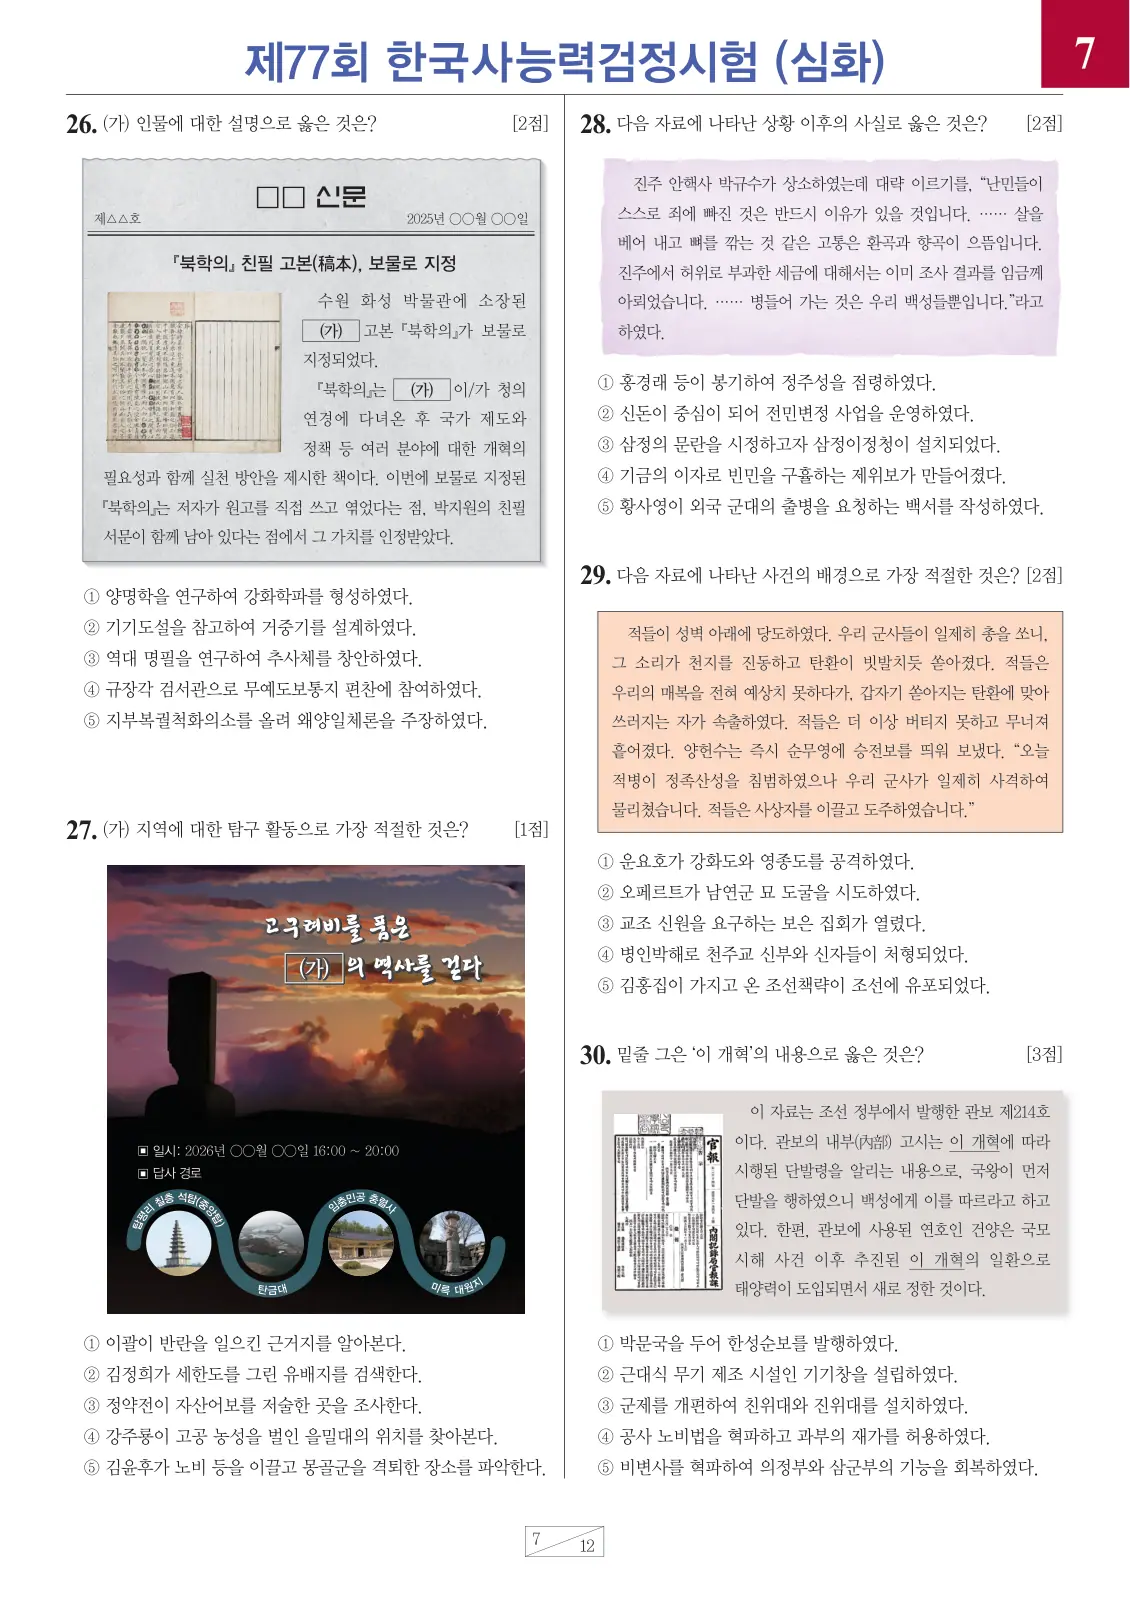 제77회 한국사능력검정시험 (심화)
7
26. (가) 인물에 대한 설명으로 옳은 것은? [2점]
□□ 신문
제△△호 2025년 ○○월 ○○일
『북학의』 친필 고본(稿本), 보물로 지정
수원 화성 박물관에 소장된
(가) 고본 『북학의』가 보물로
지정되었다.
『북학의』는 (가) 이/가 청의
연경에 다녀온 후 국가 제도와
정책 등 여러 분야에 대한 개혁의
필요성과 함께 실천 방안을 제시한 책이다. 이번에 보물로 지정된
『북학의』는 저자가 원고를 직접 쓰고 엮었다는 점, 박지원의 친필
서문이 함께 남아 있다는 점에서 그 가치를 인정받았다.
① 양명학을 연구하여 강화학파를 형성하였다.
② 기기도설을 참고하여 거중기를 설계하였다.
③ 역대 명필을 연구하여 추사체를 창안하였다.
④ 규장각 검서관으로 무예도보통지 편찬에 참여하였다.
⑤ 지부복궐척화의소를 올려 왜양일체론을 주장하였다.
27. (가) 지역에 대한 탐구 활동으로 가장 적절한 것은? [1점]
고구려비를 품은
(가) 의 역사를 걷다
▣ 일시: 2026년 ○○월 ○○일 16:00 ~ 20:00
▣ 답사 경로
탑평리 칠층 석탑(중앙탑)
탄금대
임충민공 충렬사
미륵 대원지
① 이괄이 반란을 일으킨 근거지를 알아본다.
② 김정희가 세한도를 그린 유배지를 검색한다.
③ 정약전이 자산어보를 저술한 곳을 조사한다.
④ 강주룡이 고공 농성을 벌인 을밀대의 위치를 찾아본다.
⑤ 김윤후가 노비 등을 이끌고 몽골군을 격퇴한 장소를 파악한다.
28. 다음 자료에 나타난 상황 이후의 사실로 옳은 것은? [2점]
진주 안핵사 박규수가 상소하였는데 대략 이르기를, “난민들이
스스로 죄에 빠진 것은 반드시 이유가 있을 것입니다. …… 살을
베어 내고 뼈를 깎는 것 같은 고통은 환곡과 향곡이 으뜸입니다.
진주에서 허위로 부과한 세금에 대해서는 이미 조사 결과를 임금께
아뢰었습니다. …… 병들어 가는 것은 우리 백성들뿐입니다.”라고
하였다.
① 홍경래 등이 봉기하여 정주성을 점령하였다.
② 신돈이 중심이 되어 전민변정 사업을 운영하였다.
③ 삼정의 문란을 시정하고자 삼정이정청이 설치되었다.
④ 기금의 이자로 빈민을 구휼하는 제위보가 만들어졌다.
⑤ 황사영이 외국 군대의 출병을 요청하는 백서를 작성하였다.
29. 다음 자료에 나타난 사건의 배경으로 가장 적절한 것은? [2점]
적들이 성벽 아래에 당도하였다. 우리 군사들이 일제히 총을 쏘니,
그 소리가 천지를 진동하고 탄환이 빗발치듯 쏟아졌다. 적들은
우리의 매복을 전혀 예상치 못하다가, 갑자기 쏟아지는 탄환에 맞아
쓰러지는 자가 속출하였다. 적들은 더 이상 버티지 못하고 무너져
흩어졌다. 양헌수는 즉시 순무영에 승전보를 띄워 보냈다. “오늘
적병이 정족산성을 침범하였으나 우리 군사가 일제히 사격하여
물리쳤습니다. 적들은 사상자를 이끌고 도주하였습니다.”
① 운요호가 강화도와 영종도를 공격하였다.
② 오페르트가 남연군 묘 도굴을 시도하였다.
③ 교조 신원을 요구하는 보은 집회가 열렸다.
④ 병인박해로 천주교 신부와 신자들이 처형되었다.
⑤ 김홍집이 가지고 온 조선책략이 조선에 유포되었다.
30. 밑줄 그은 ‘이 개혁’의 내용으로 옳은 것은? [3점]
官報
內閣記錄局官報課
이 자료는 조선 정부에서 발행한 관보 제214호
이다. 관보의 내부(內部) 고시는 이 개혁에 따라
시행된 단발령을 알리는 내용으로, 국왕이 먼저
단발을 행하였으니 백성에게 이를 따르라고 하고
있다. 한편, 관보에 사용된 연호인 건양은 국모
시해 사건 이후 추진된 이 개혁의 일환으로
태양력이 도입되면서 새로 정한 것이다.
① 박문국을 두어 한성순보를 발행하였다.
② 근대식 무기 제조 시설인 기기창을 설립하였다.
③ 군제를 개편하여 친위대와 진위대를 설치하였다.
④ 공사 노비법을 혁파하고 과부의 재가를 허용하였다.
⑤ 비변사를 혁파하여 의정부와 삼군부의 기능을 회복하였다.
7
12